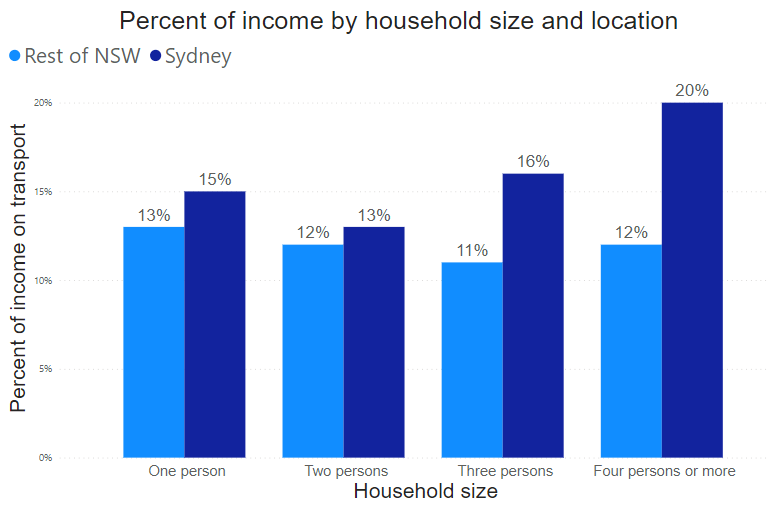 Percent of income by household size and location
Rest of NSW Sydney
Percent of income on transport
20%
15%
10%
5%
0%
13% 15% 12% 13% 11% 16% 12% 20%
One person Two persons Three persons Four persons or more
Household size